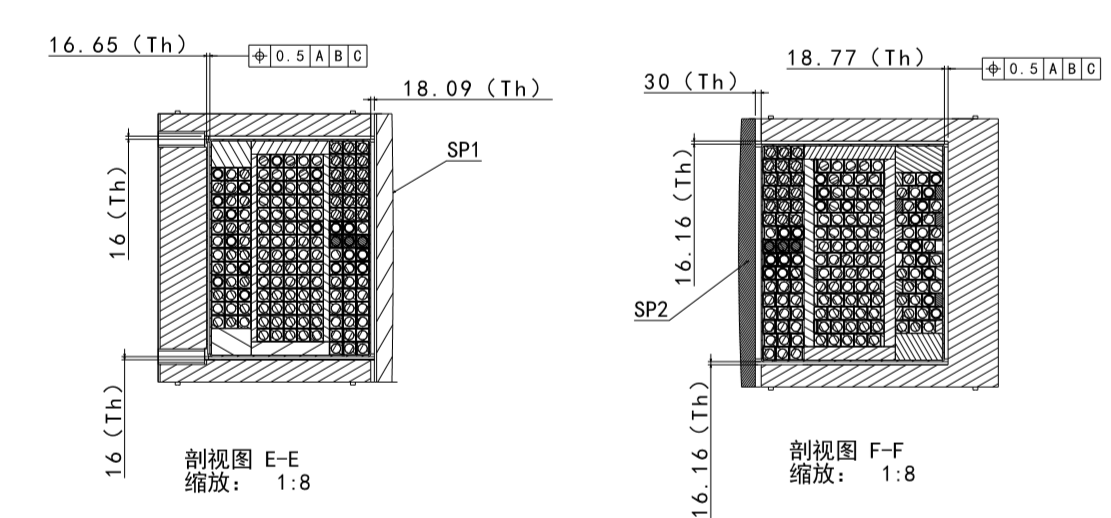 16.65 (Th)
⌖ 0.5 A B C
18.09 (Th)
SP1
16 (Th)
16 (Th)
剖视图 E-E
缩放: 1:8
18.77 (Th)
⌖ 0.5 A B C
30 (Th)
16.16 (Th)
SP2
16.16 (Th)
剖视图 F-F
缩放: 1:8